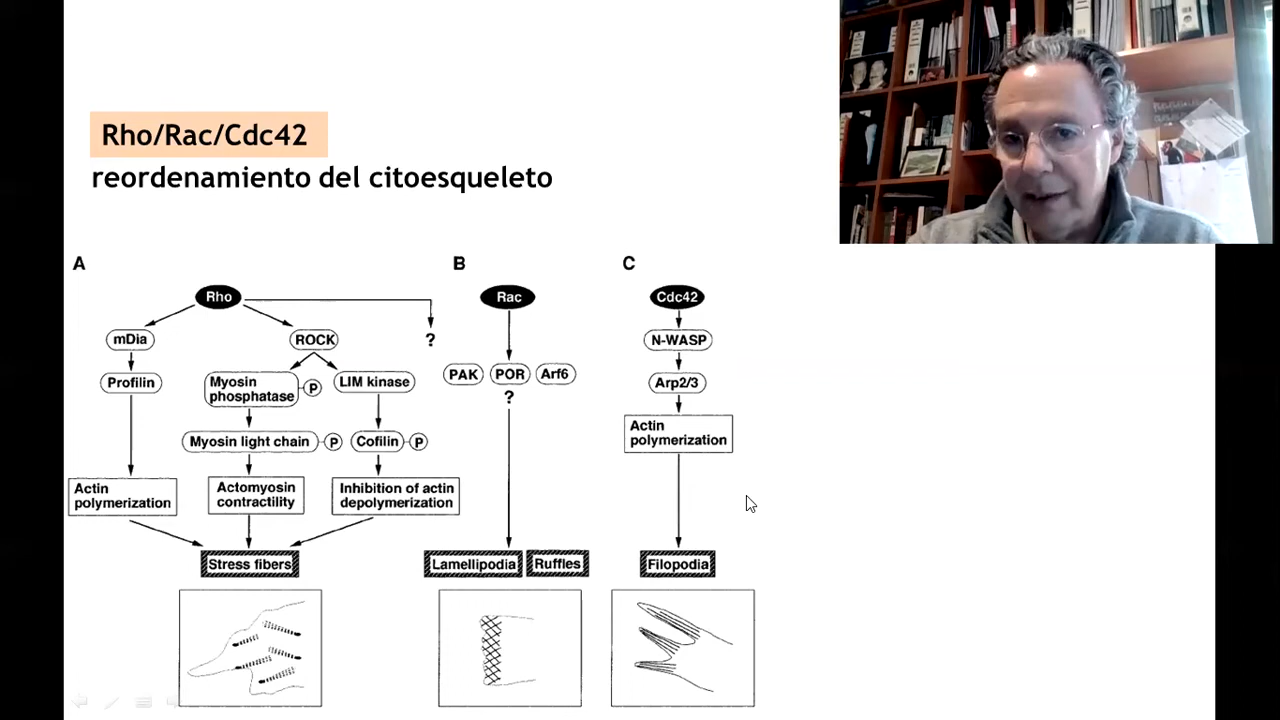 Rho/Rac/Cdc42
reordenamiento del citoesqueleto
A
B
C
Rho
Rac
Cdc42
mDia
ROCK
?
N-WASP
Profilin
Myosin
phosphatase
P
LIM kinase
PAK
POR
Arf6
?
Arp2/3
Myosin light chain
P
Cofilin
P
Actin
polymerization
Actin
polymerization
Actomyosin
contractility
Inhibition of actin
depolymerization
Stress fibers
Lamellipodia
Ruffles
Filopodia